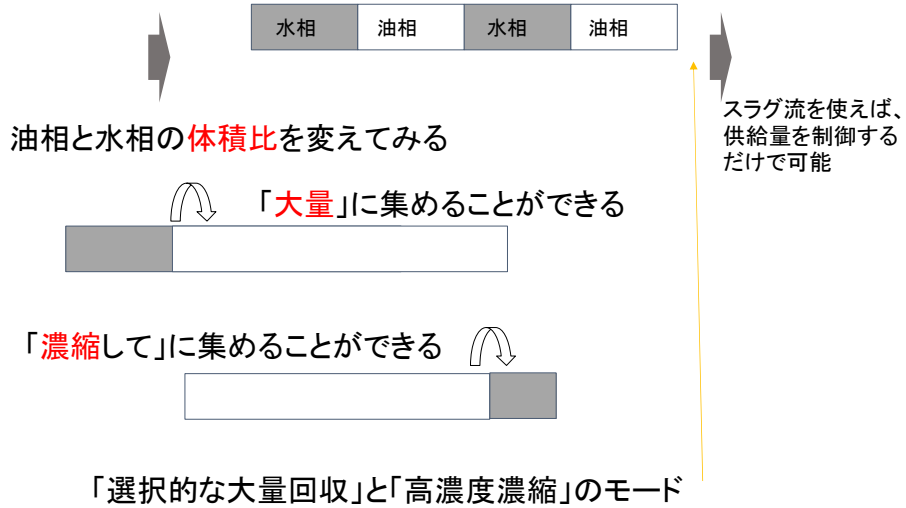 水相 油相 水相 油相
スラグ流を使えば、
供給量を制御する
だけで可能
油相と水相の体積比を変えてみる
「大量」に集めることができる
「濃縮して」に集めることができる
「選択的な大量回収」と「高濃度濃縮」のモード